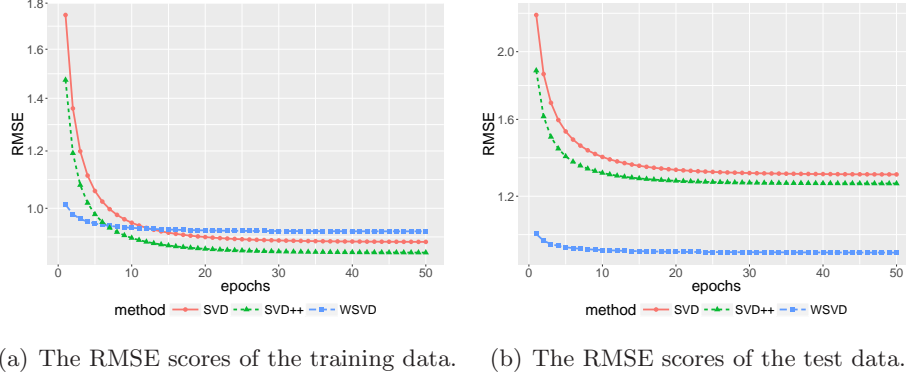 1.8
1.6
1.4
1.2
1.0
RMSE
0 10 20 30 40 50
epochs
method SVD SVD++ WSVD
(a) The RMSE scores of the training data.
2.0
1.6
1.2
RMSE
0 10 20 30 40 50
epochs
method SVD SVD++ WSVD
(b) The RMSE scores of the test data.